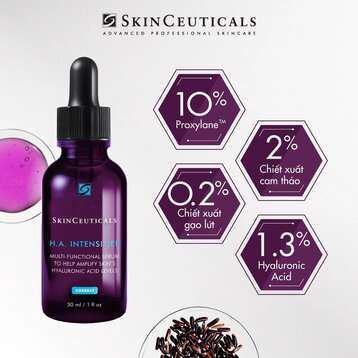 SKINCEUTICALS
ADVANCED PROFESSIONAL SKINCARE
10%
Proxylane™
2%
Chiết xuất
cam thảo
0.2%
Chiết xuất
gạo lứt
1.3%
Hyaluronic
Acid
SKINCEUTICALS
H.A. INTENSIFIER
MULTI-FUNCTIONAL SERUM
TO HELP AMPLIFY SKIN'S
HYALURONIC ACID LEVELS
CORRECT
30 ml / 1 fl oz